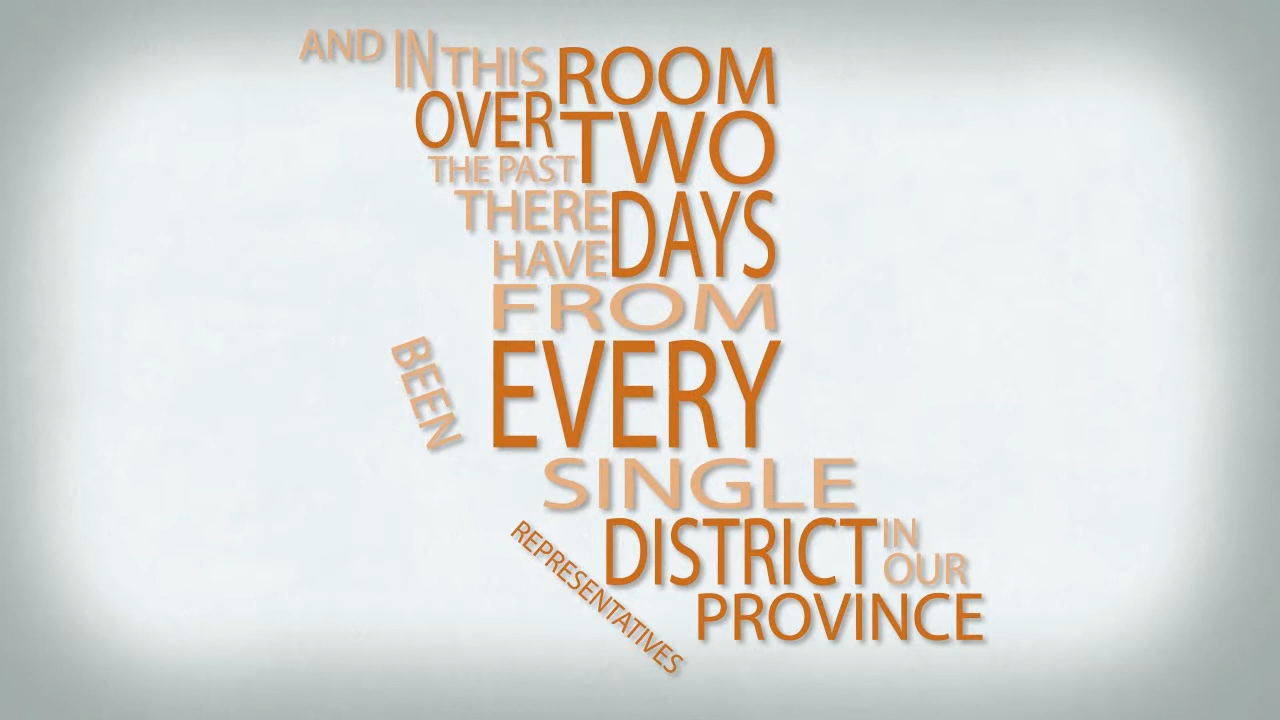 AND IN THIS ROOM
OVER TWO
THE PAST
THERE DAYS
HAVE
FROM
BEEN
EVERY
SINGLE
REPRESENTATIVES
DISTRICT IN
OUR
PROVINCE